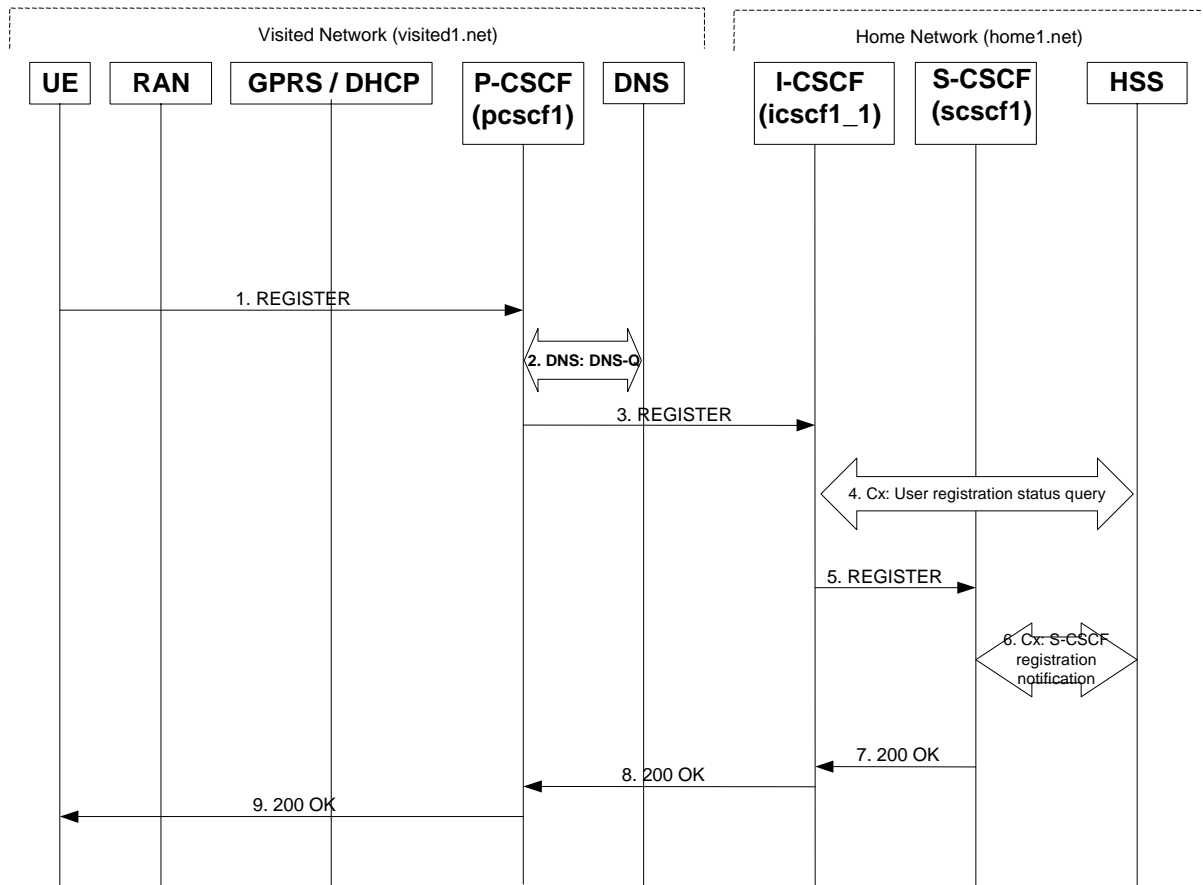 Visited Network (visited1.net)
Home Network (home1.net)
UE
RAN
GPRS / DHCP
P-CSCF
(pcscf1)
DNS
I-CSCF
(icscf1_1)
S-CSCF
(scscf1)
HSS
1. REGISTER
2. DNS: DNS-Q
3. REGISTER
4. Cx: User registration status query
5. REGISTER
6. Cx: S-CSCF
registration
notification
7. 200 OK
8. 200 OK
9. 200 OK